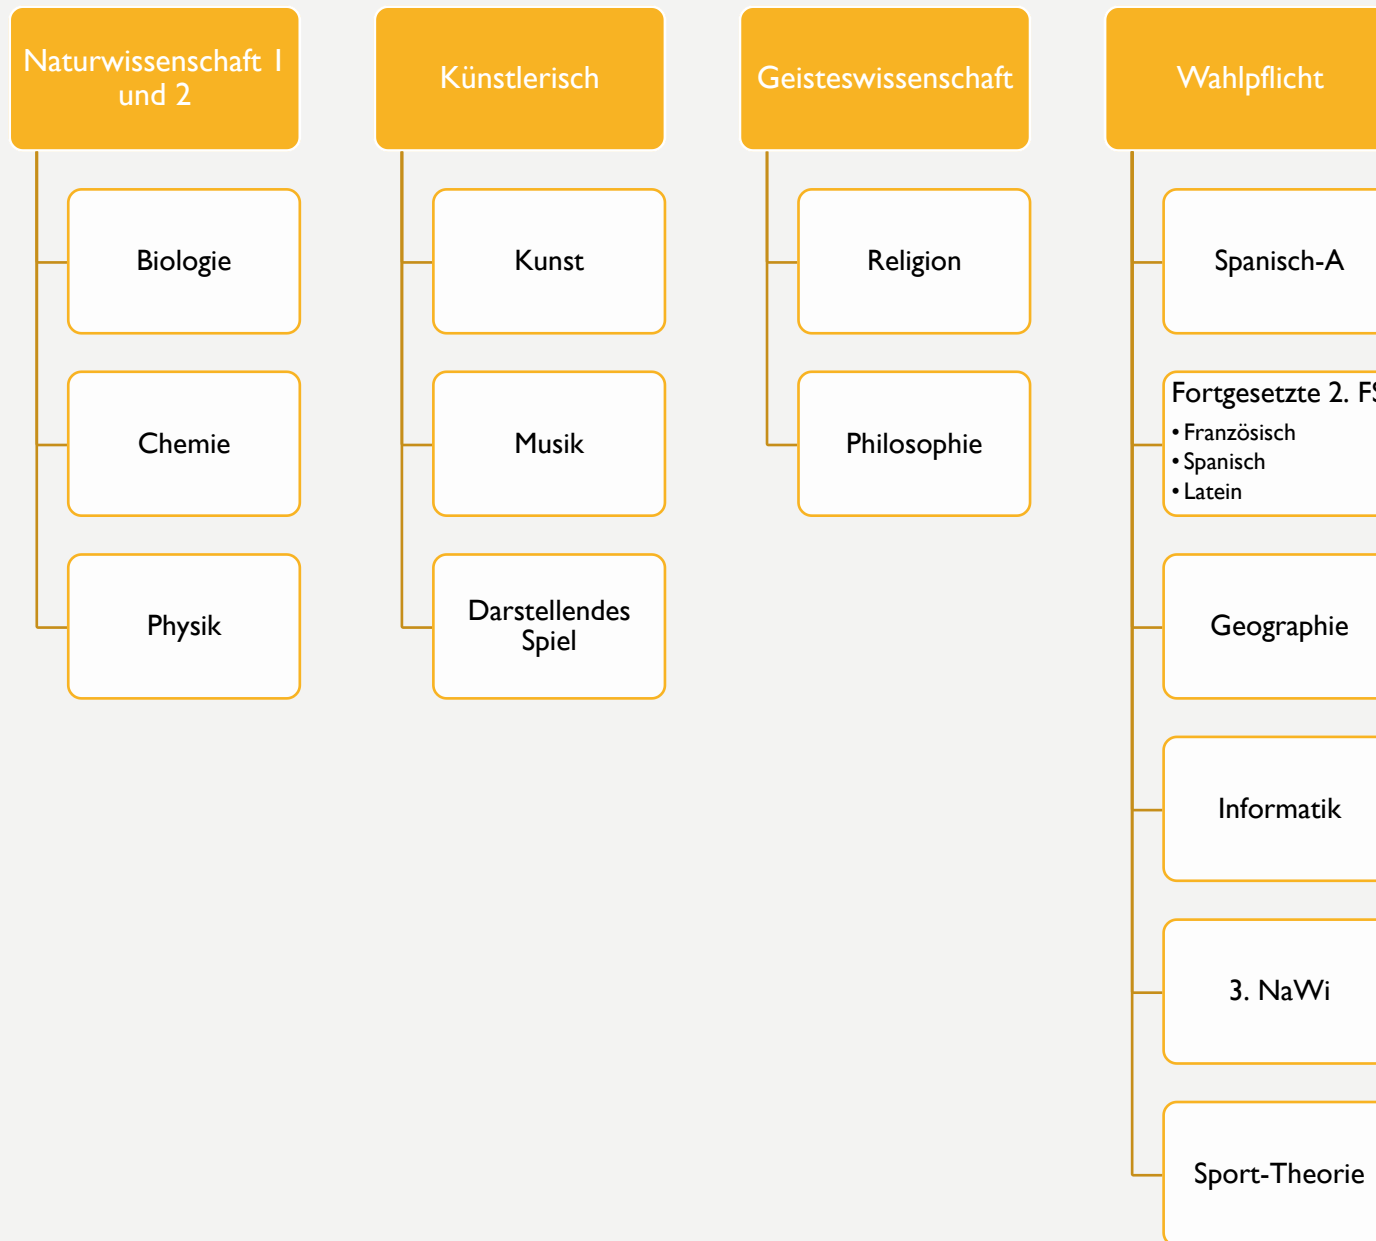 Naturwissenschaft 1
und 2
Biologie
Chemie
Physik
Künstlerisch
Kunst
Musik
Darstellendes
Spiel
Geisteswissenschaft
Religion
Philosophie
Wahlpflicht
Spanisch-A
Fortgesetzte 2. FS
• Französisch
• Spanisch
• Latein
Geographie
Informatik
3. NaWi
Sport-Theorie